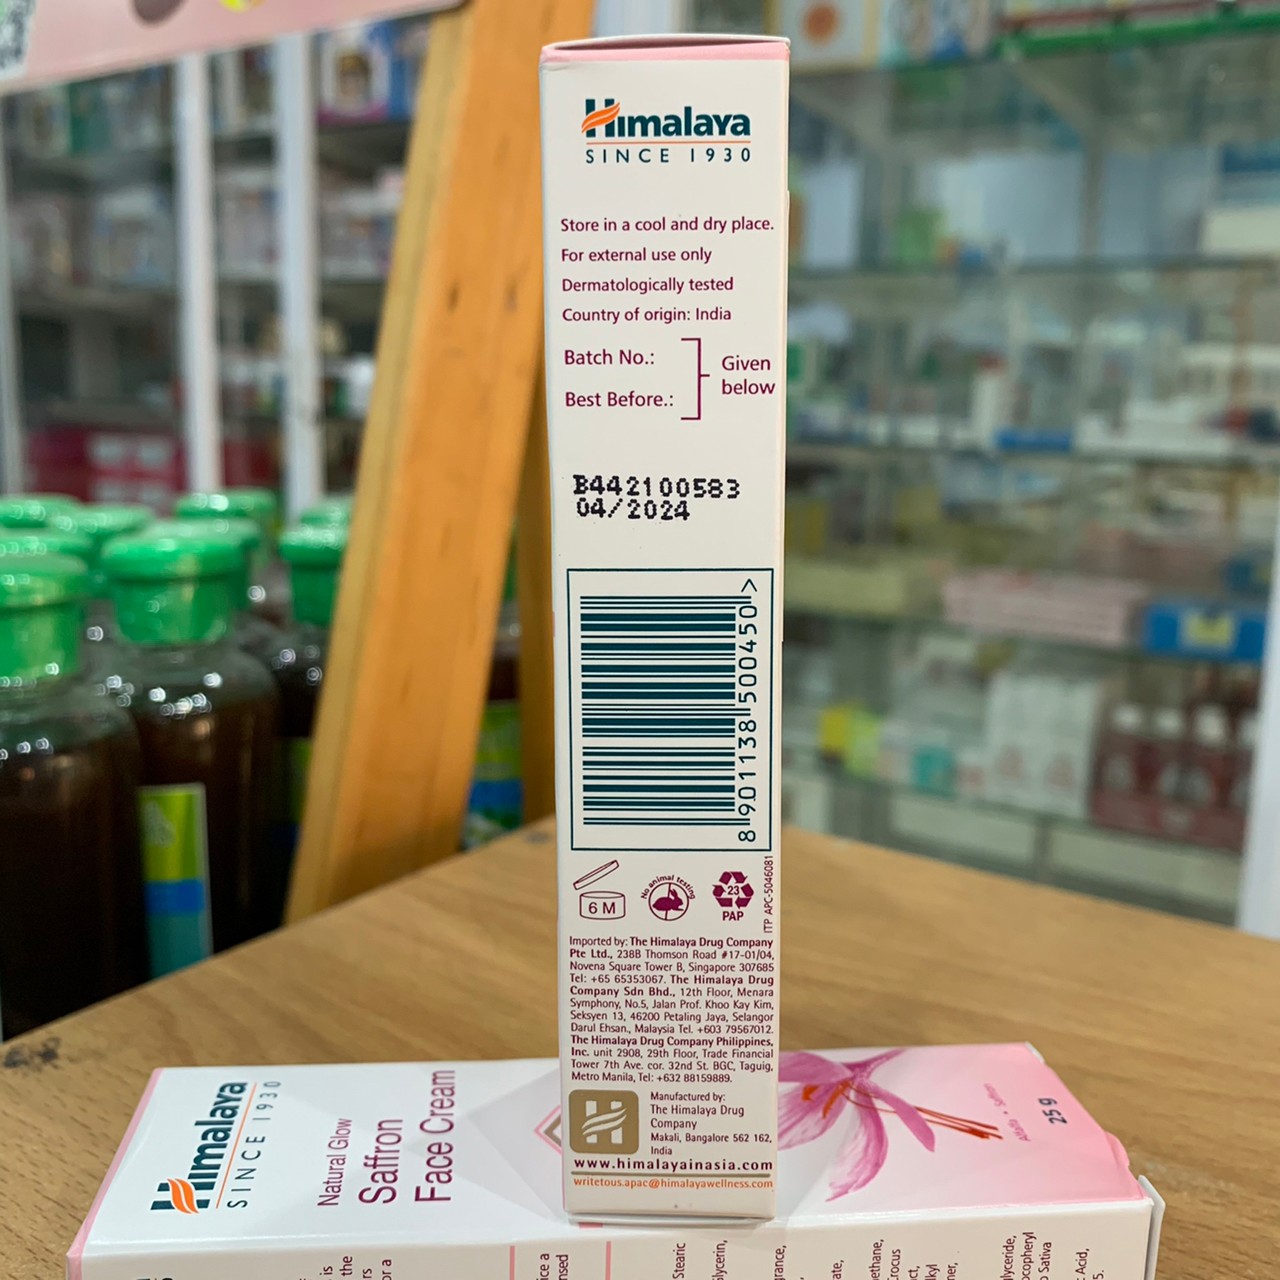 Himalaya
SINCE 1930
Store in a cool and dry place.
For external use only
Dermatologically tested
Country of origin: India
Batch No.:
Best Before.:
Given
below
B442100583
04/2024
8 901138 500450 >
6 M
No animal testing
23
PAP
ITP APC-5046081
Imported by: The Himalaya Drug Company
Pte Ltd., 238B Thomson Road #17-01/04,
Novena Square Tower B, Singapore 307685
Tel: +65 65353067. The Himalaya Drug
Company Sdn Bhd., 12th Floor, Menara
Symphony, No.5, Jalan Prof. Khoo Kay Kim,
Seksyen 13, 46200 Petaling Jaya, Selangor
Darul Ehsan., Malaysia Tel. +603 79567012.
The Himalaya Drug Company Philippines,
Inc. unit 2908, 29th Floor, Trade Financial
Tower 7th Ave. cor. 32nd St. BGC, Taguig,
Metro Manila, Tel: +632 88159889.
Manufactured by:
The Himalaya Drug
Company
Makali, Bangalore 562 162,
India
www.himalayainasia.com
writetous.apac@himalayawellness.com
Himalaya
SINCE 1930
Natural Glow
Saffron
Face Cream
Alfalfa • Saffron
25 g
is
the
Stearic